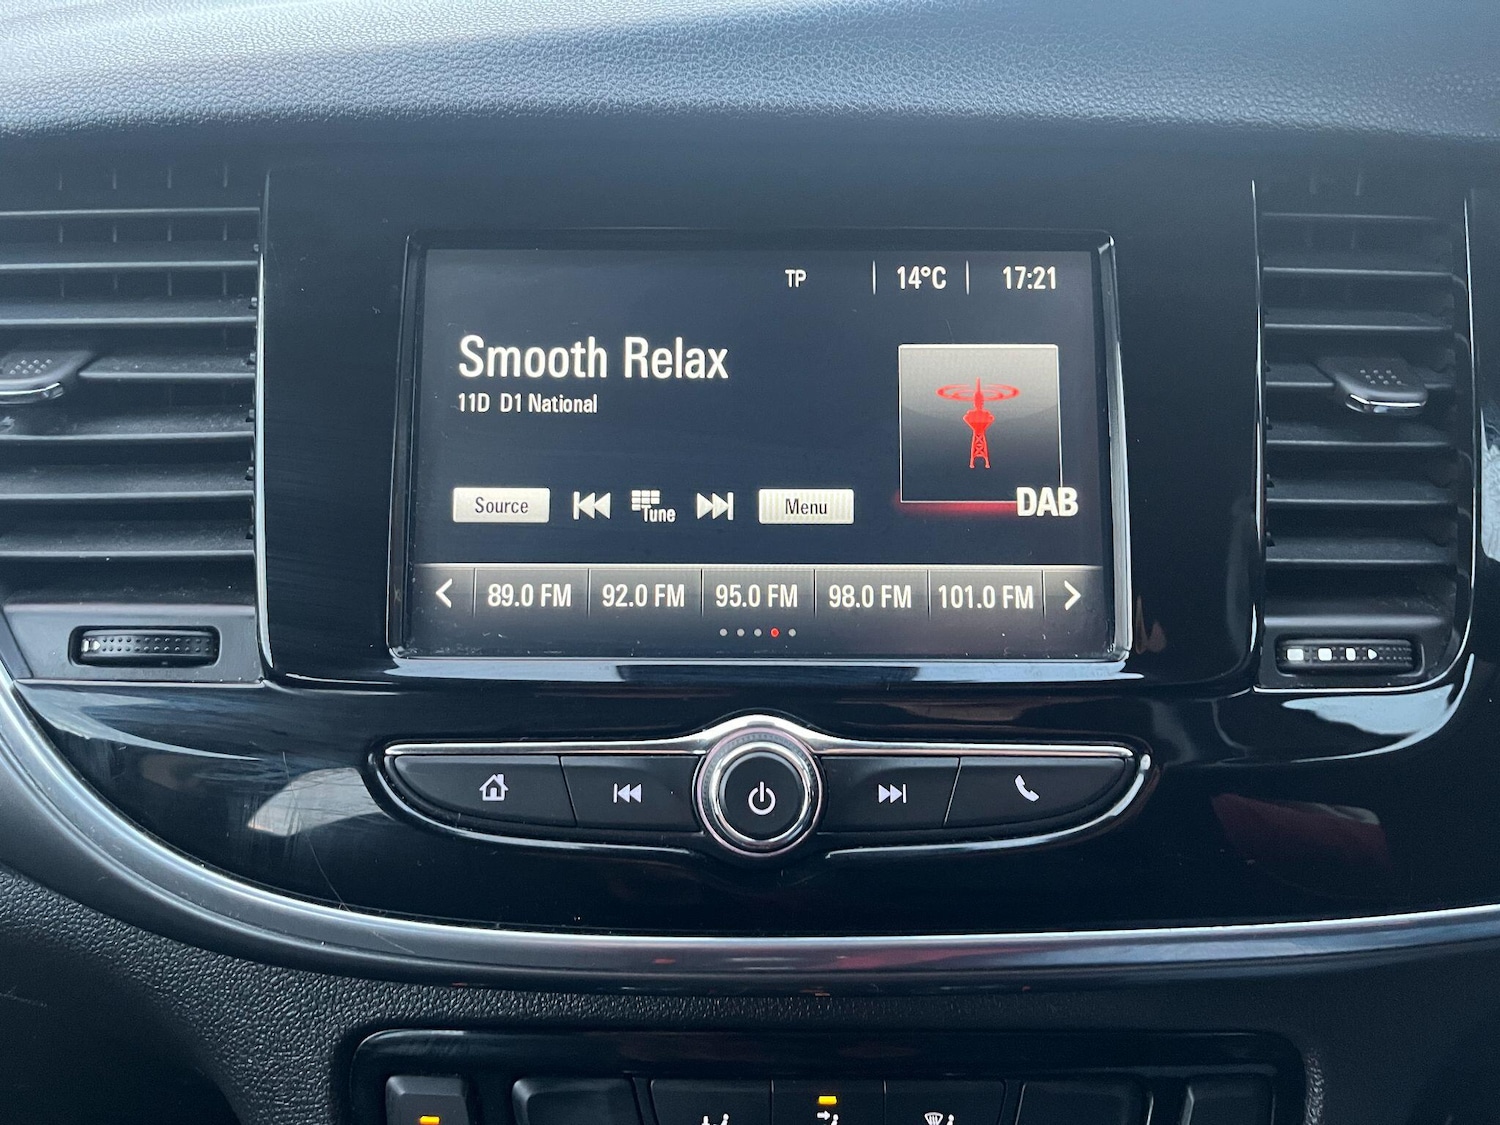 TP 14°C 17:21
Smooth Relax
11D D1 National
Source Tune Menu
DAB
89.0 FM 92.0 FM 95.0 FM 98.0 FM 101.0 FM